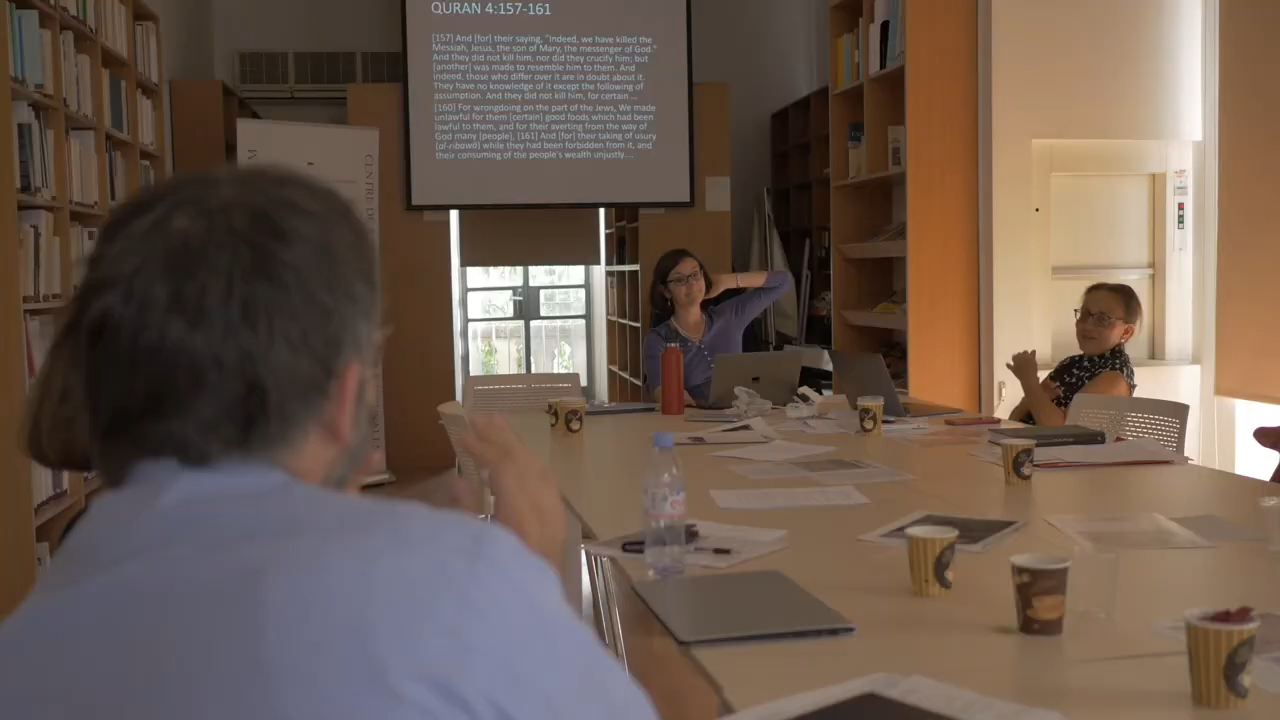 QURAN 4:157-161
[157] And [for] their saying, "Indeed, we have killed the
Messiah, Jesus, the son of Mary, the messenger of God."
And they did not kill him, nor did they crucify him; but
[another] was made to resemble him to them. And
indeed, those who differ over it are in doubt about it.
They have no knowledge of it except the following of
assumption. And they did not kill him, for certain ...
[160] For wrongdoing on the part of the Jews, We made
unlawful for them [certain] good foods which had been
lawful to them, and for their averting from the way of
God many [people], [161] And [for] their taking of usury
(al-ribawā) while they had been forbidden from it, and
their consuming of the people's wealth unjustly....
CENTRE DE